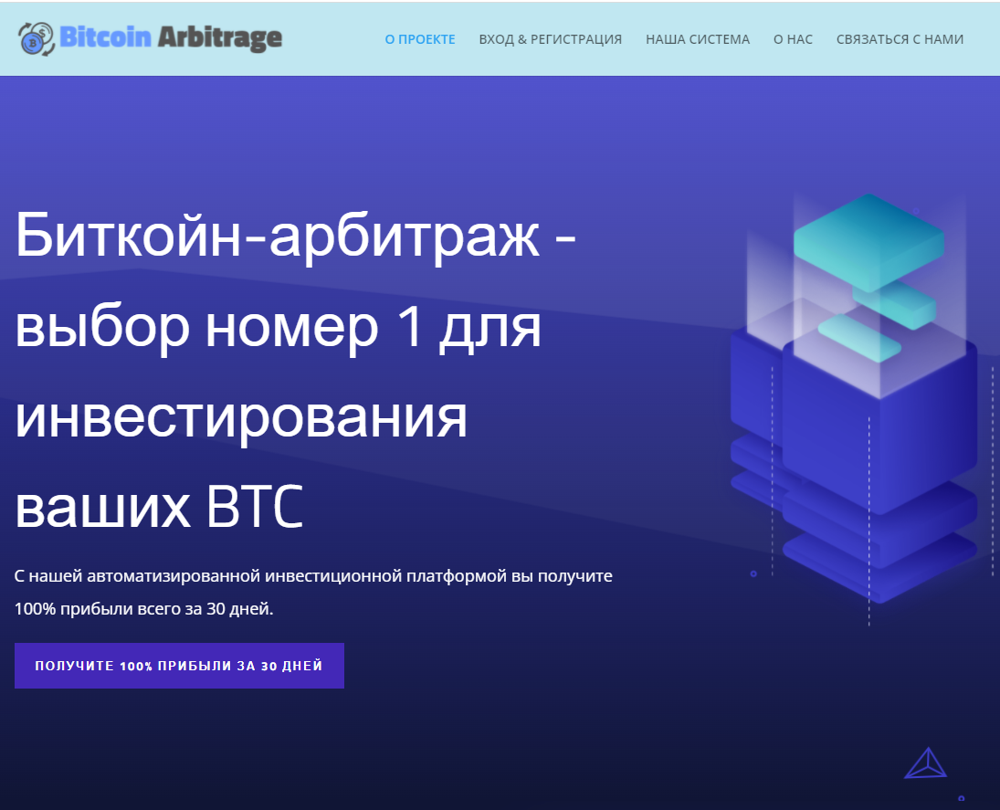 Bitcoin Arbitrage
О ПРОЕКТЕ ВХОД & РЕГИСТРАЦИЯ НАША СИСТЕМА О НАС СВЯЗАТЬСЯ С НАМИ
Биткойн-арбитраж -
выбор номер 1 для
инвестирования
ваших BTC
С нашей автоматизированной инвестиционной платформой вы получите
100% прибыли всего за 30 дней.
ПОЛУЧИТЕ 100% ПРИБЫЛИ ЗА 30 ДНЕЙ